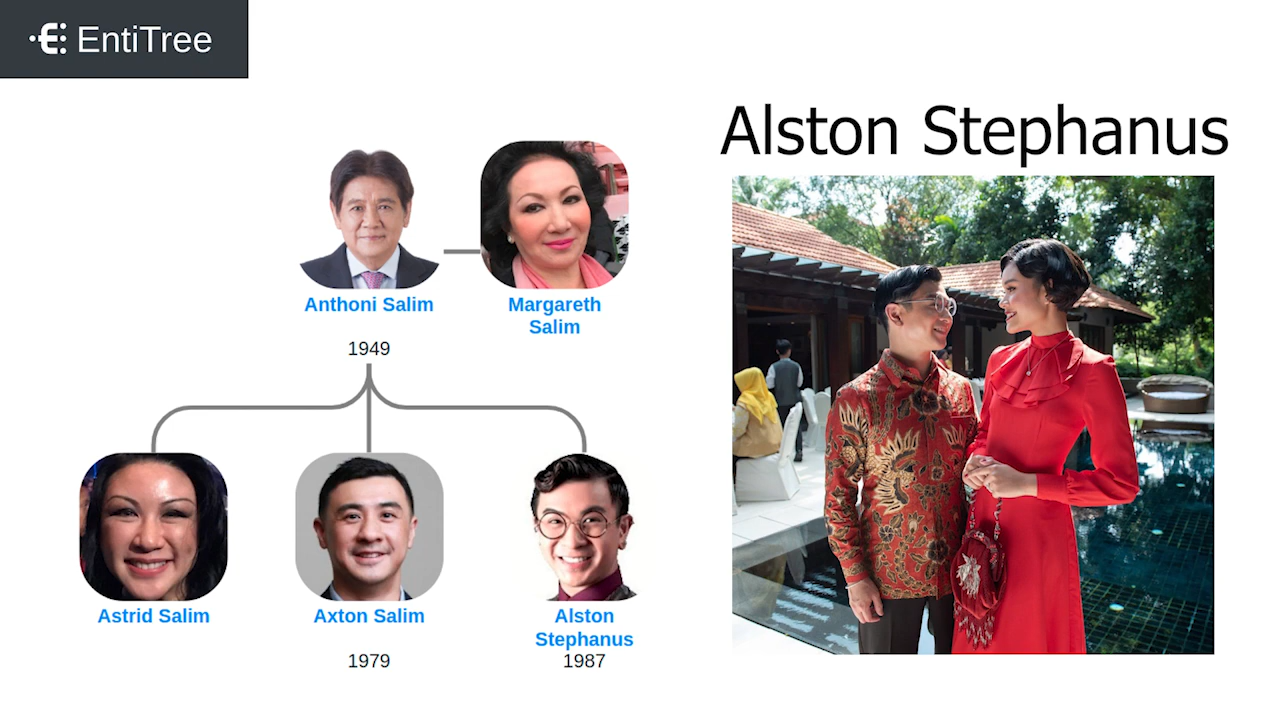 EntiTree
Alston Stephanus
Anthoni Salim
Margareth
Salim
1949
Astrid Salim
Axton Salim
Alston
Stephanus
1979
1987